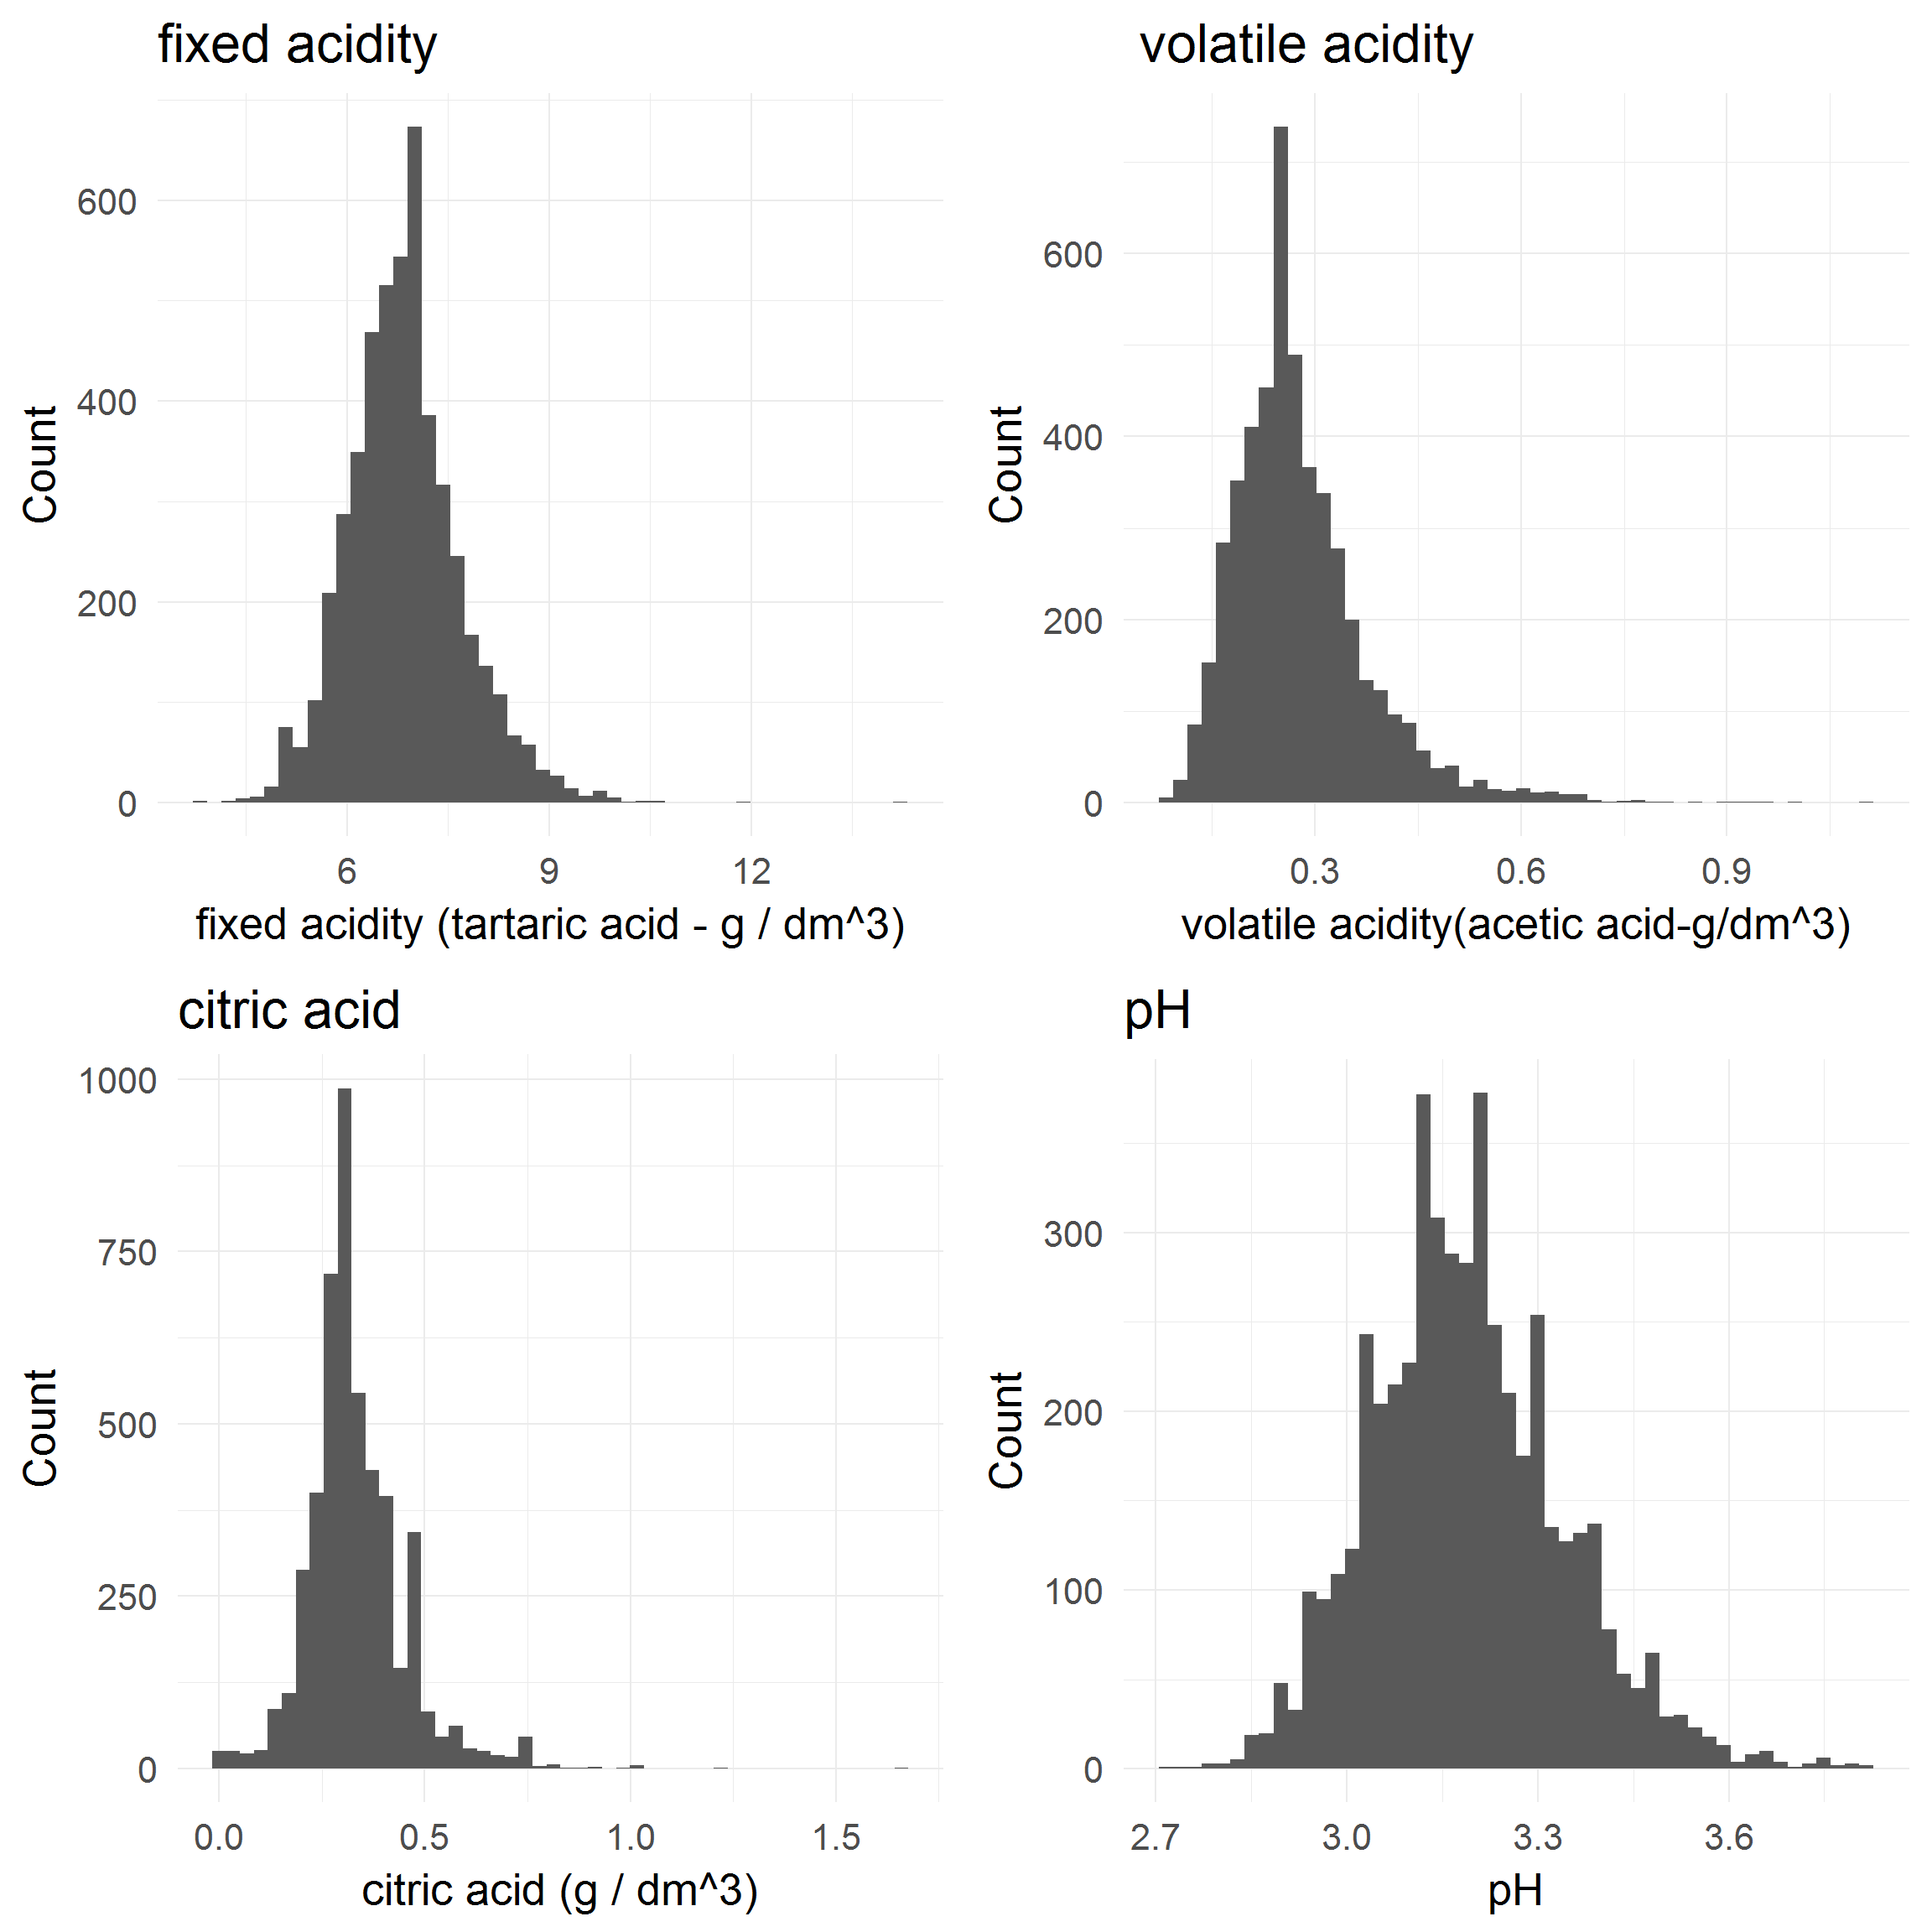 fixed acidity
Count
600
400
200
0
6 9 12
fixed acidity (tartaric acid - g / dm^3)
volatile acidity
Count
600
400
200
0
0.3 0.6 0.9
volatile acidity(acetic acid-g/dm^3)
citric acid
Count
1000
750
500
250
0
0.0 0.5 1.0 1.5
citric acid (g / dm^3)
pH
Count
300
200
100
0
2.7 3.0 3.3 3.6
pH